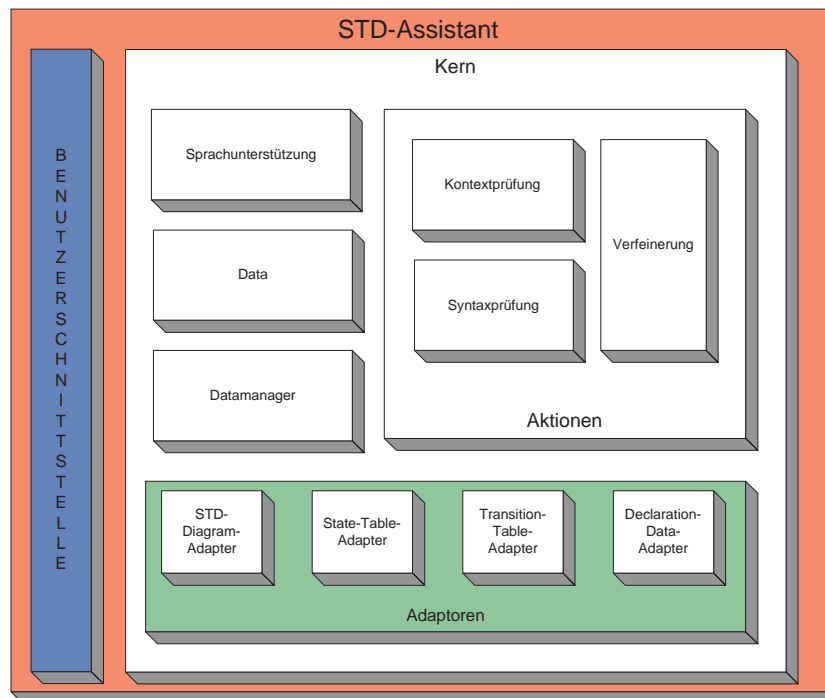 STD-Assistant
BENUTZERSCHNITTSTELLE
Kern
Sprachunterstützung
Data
Datamanager
Kontextprüfung
Syntaxprüfung
Verfeinerung
Aktionen
STD-
Diagram-
Adapter
State-Table-
Adapter
Transition-
Table-
Adapter
Declaration-
Data-
Adapter
Adaptoren